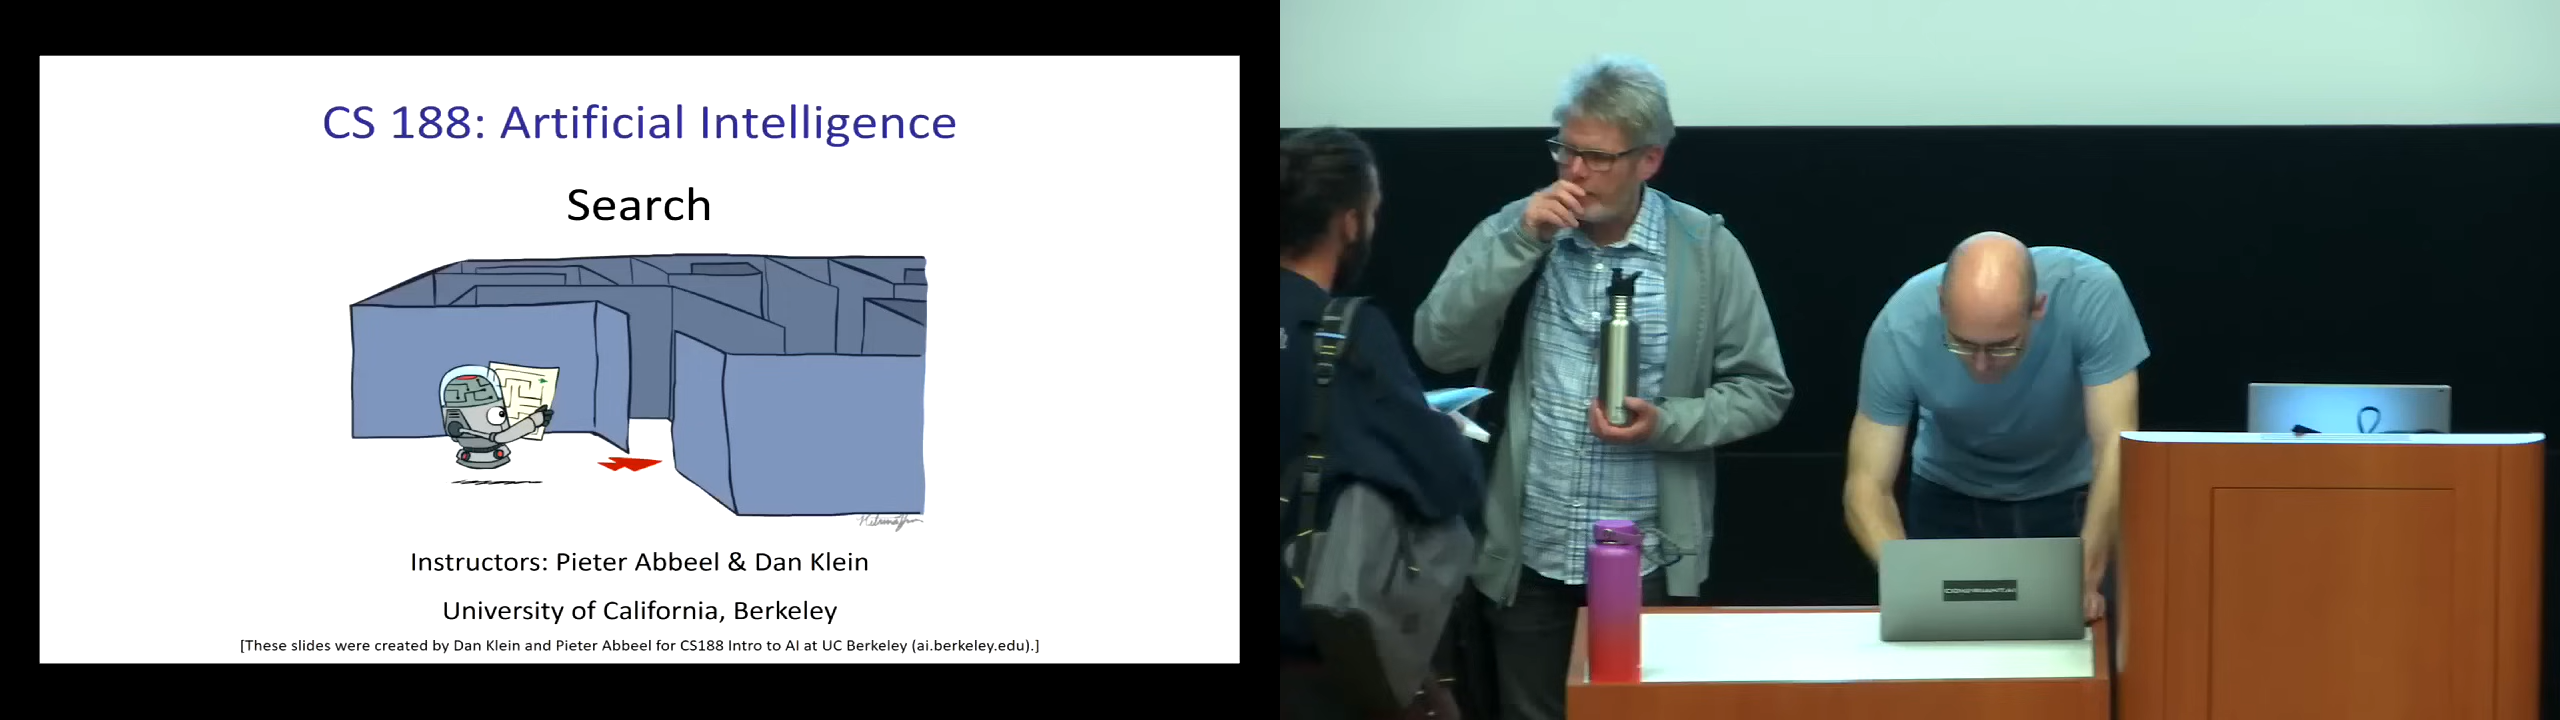 CS 188: Artificial Intelligence
Search
Instructors: Pieter Abbeel & Dan Klein
University of California, Berkeley
[These slides were created by Dan Klein and Pieter Abbeel for CS188 Intro to AI at UC Berkeley (ai.berkeley.edu).]